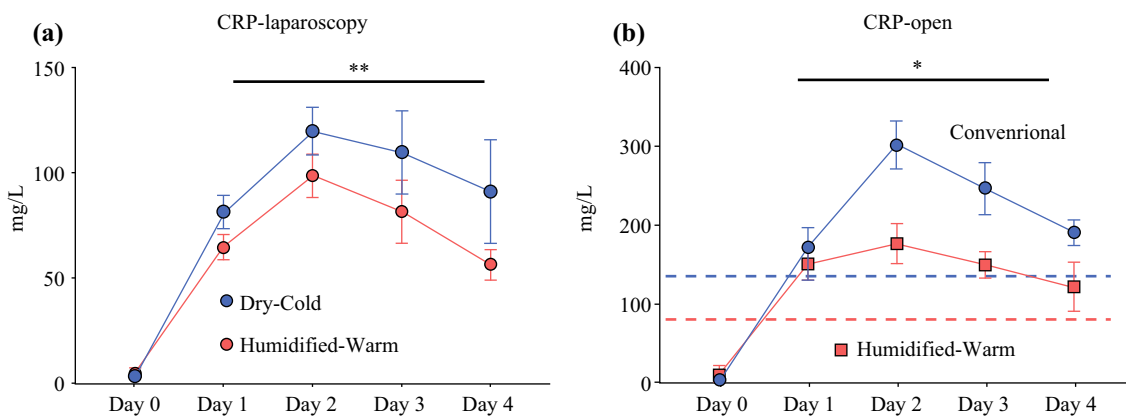 (a)
CRP-laparoscopy
**
mg/L
150
100
50
0
Dry-Cold
Humidified-Warm
Day 0 Day 1 Day 2 Day 3 Day 4
(b)
CRP-open
*
mg/L
400
300
200
100
0
Convenrional
Humidified-Warm
Day 0 Day 1 Day 2 Day 3 Day 4